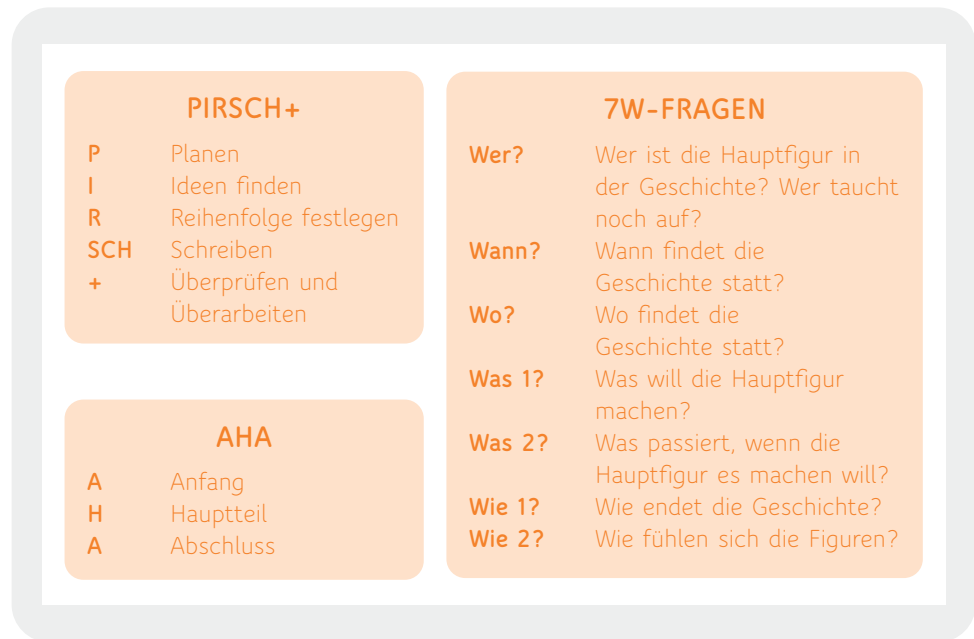 PIRSCH+
P Planen
I Ideen finden
R Reihenfolge festlegen
SCH Schreiben
+ Überprüfen und
Überarbeiten
AHA
A Anfang
H Hauptteil
A Abschluss
7W-FRAGEN
Wer? Wer ist die Hauptfigur in
der Geschichte? Wer taucht
noch auf?
Wann? Wann findet die
Geschichte statt?
Wo? Wo findet die
Geschichte statt?
Was 1? Was will die Hauptfigur
machen?
Was 2? Was passiert, wenn die
Hauptfigur es machen will?
Wie 1? Wie endet die Geschichte?
Wie 2? Wie fühlen sich die Figuren?